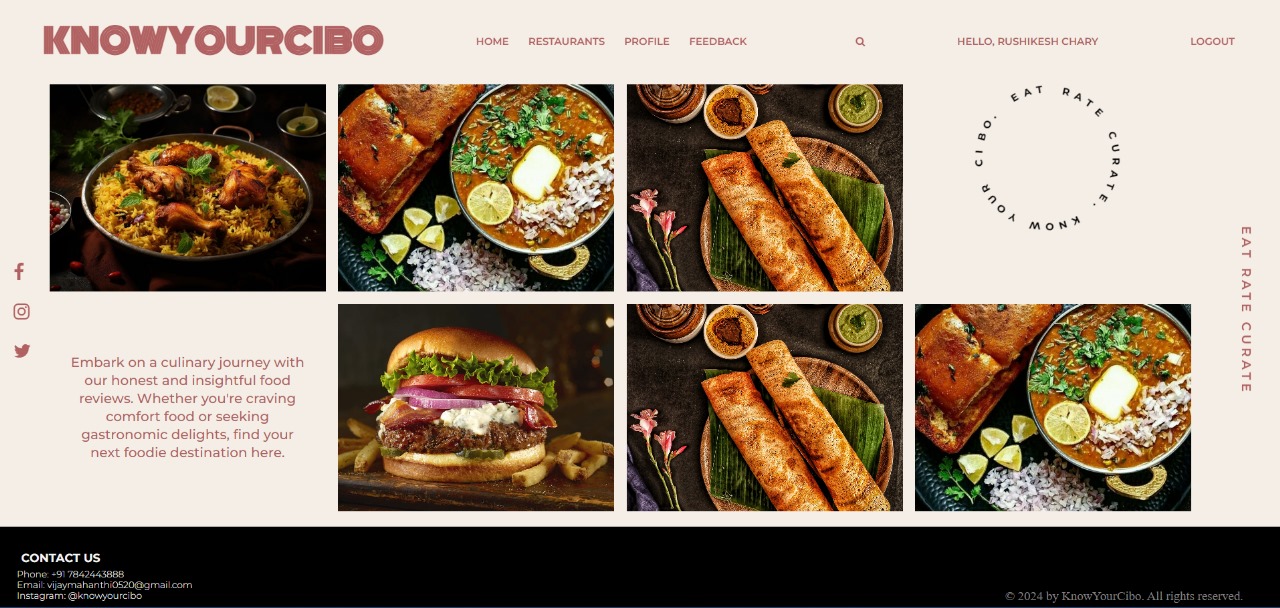 KNOWYOURCIBO
HOME RESTAURANTS PROFILE FEEDBACK
HELLO, RUSHIKESH CHARY
LOGOUT
EAT RATE CURATE. KNOW YOUR CIBO.
EAT RATE CURATE
Embark on a culinary journey with
our honest and insightful food
reviews. Whether you're craving
comfort food or seeking
gastronomic delights, find your
next foodie destination here.
CONTACT US
Phone: +91 7842443888
Email: vijaymahanthi0520@gmail.com
Instagram: @knowyourcibo
© 2024 by KnowYourCibo. All rights reserved.